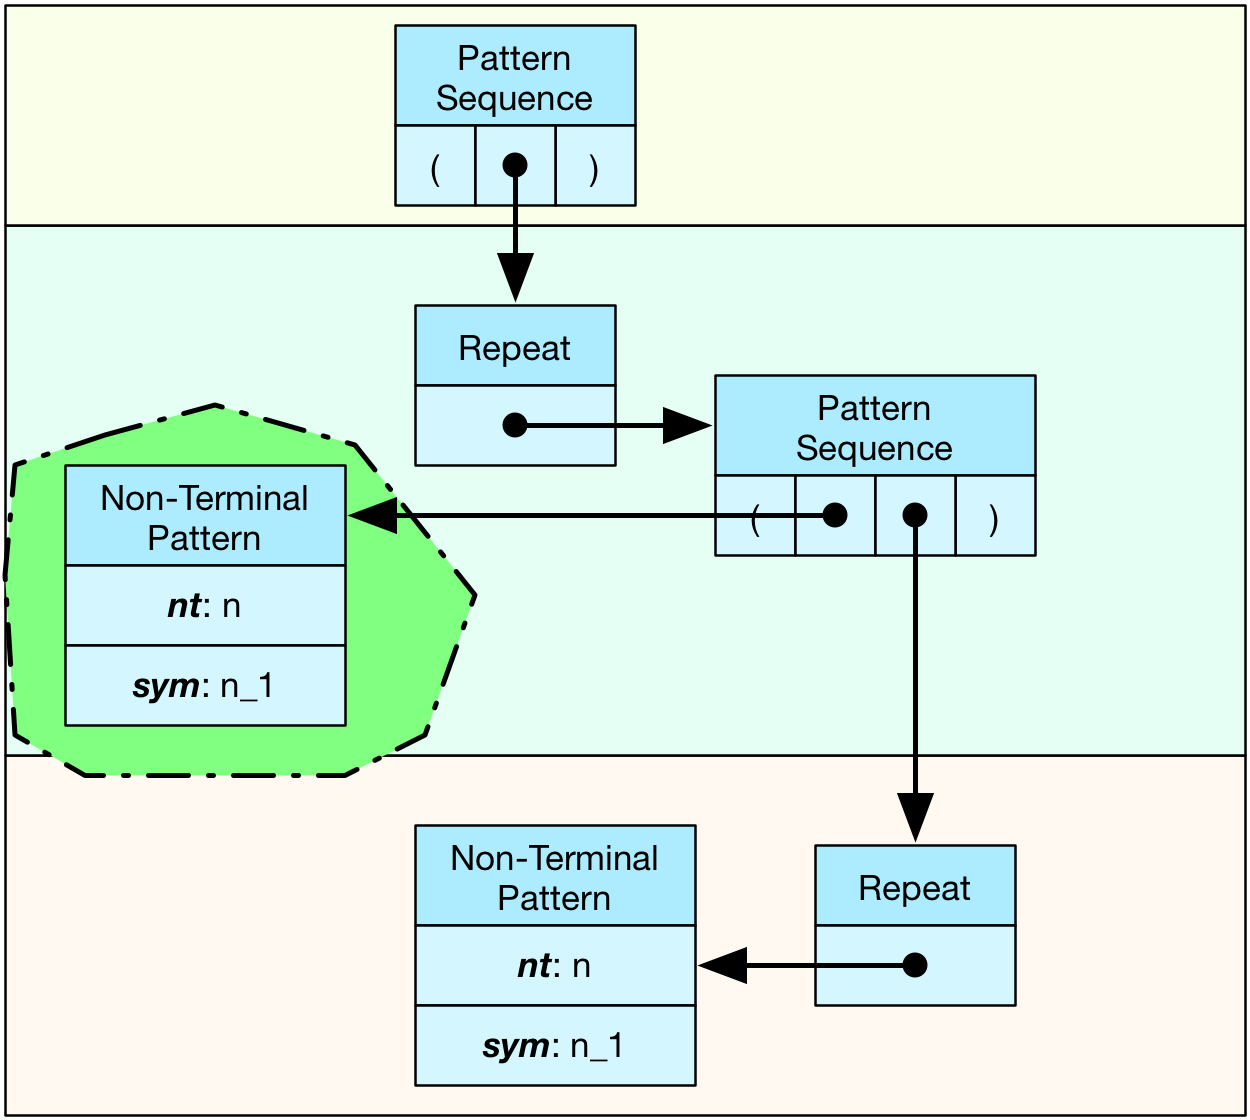 Pattern
Sequence
( )
Repeat
Pattern
Sequence
( )
Non-Terminal
Pattern
nt: n
sym: n_1
Non-Terminal
Pattern
nt: n
sym: n_1
Repeat